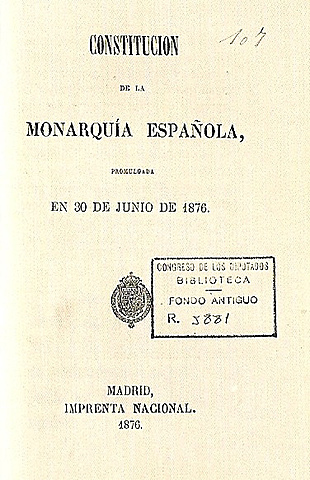 CONSTITUCION
107
DE LA
MONARQUÍA ESPAÑOLA,
PROMULGADA
EN 30 DE JUNIO DE 1876.
CONGRESO DE LOS DIPUTADOS
BIBLIOTECA
FONDO ANTIGUO
R. 5881
MADRID,
IMPRENTA NACIONAL.
1876.